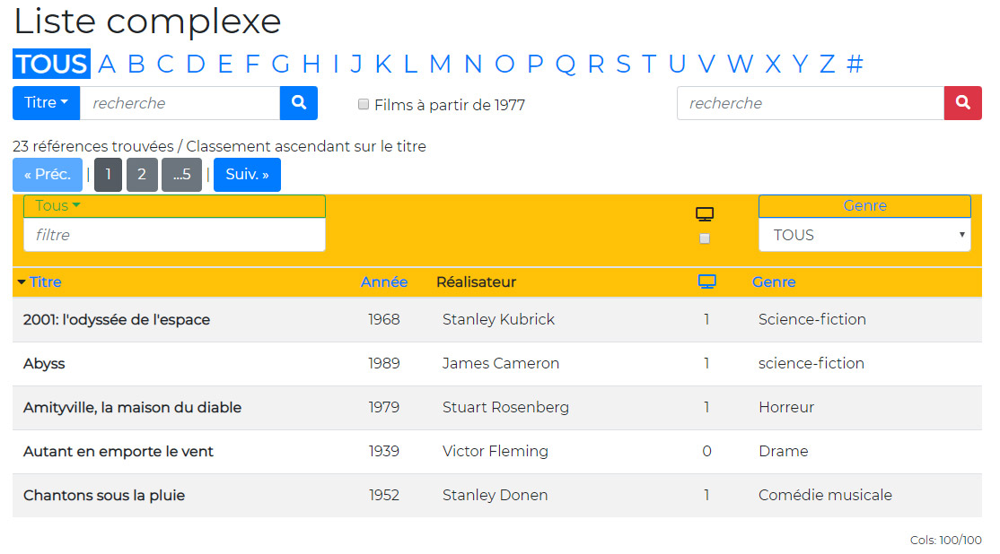 Liste complexe
TOUS A B C D E F G H I J K L M N O P Q R S T U V W X Y Z #
Titre recherche Films à partir de 1977 recherche
23 références trouvées / Classement ascendant sur le titre
« Préc. | 1 2 ...5 | Suiv. »
Tous Genre
filtre TOUS
Titre Année Réalisateur Genre
2001: l'odyssée de l'espace 1968 Stanley Kubrick 1 Science-fiction
Abyss 1989 James Cameron 1 science-fiction
Amityville, la maison du diable 1979 Stuart Rosenberg 1 Horreur
Autant en emporte le vent 1939 Victor Fleming 0 Drame
Chantons sous la pluie 1952 Stanley Donen 1 Comédie musicale
Cols: 100/100